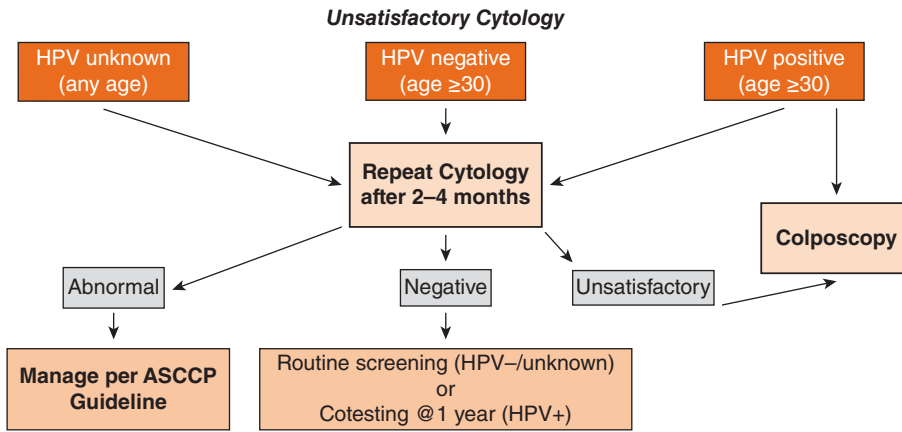 Unsatisfactory Cytology
HPV unknown
(any age)
HPV negative
(age ≥30)
HPV positive
(age ≥30)
Repeat Cytology
after 2–4 months
Colposcopy
Abnormal
Negative
Unsatisfactory
Manage per ASCCP
Guideline
Routine screening (HPV–/unknown)
or
Cotesting @1 year (HPV+)